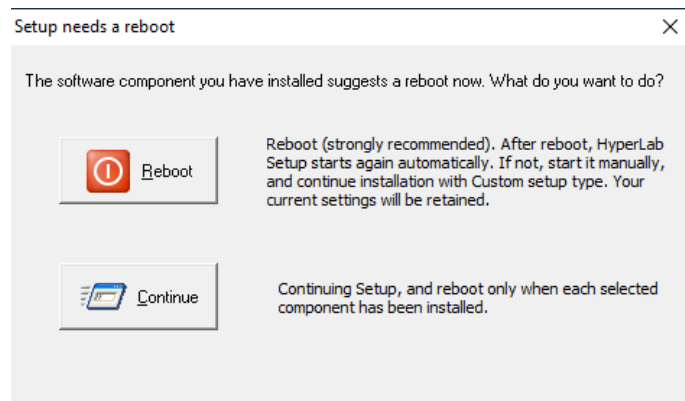 Setup needs a reboot
The software component you have installed suggests a reboot now. What do you want to do?
Reboot
Reboot (strongly recommended). After reboot, HyperLab
Setup starts again automatically. If not, start it manually,
and continue installation with Custom setup type. Your
current settings will be retained.
Continue
Continuing Setup, and reboot only when each selected
component has been installed.